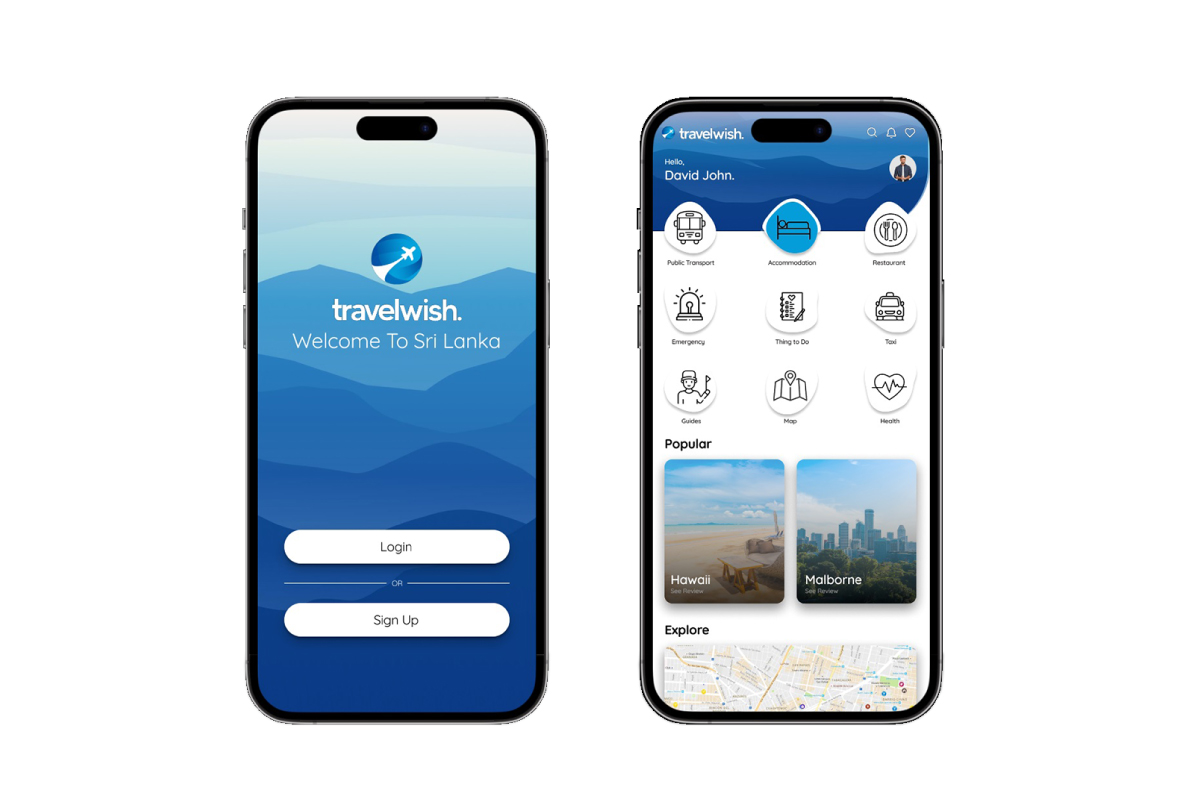 travelwish.
Welcome To Sri Lanka
Login
OR
Sign Up
travelwish.
Hello,
David John.
Public Transport
Accommodation
Restaurant
Emergency
Thing to Do
Taxi
Guides
Map
Health
Popular
Hawaii
See Review
Malborne
See Review
Explore